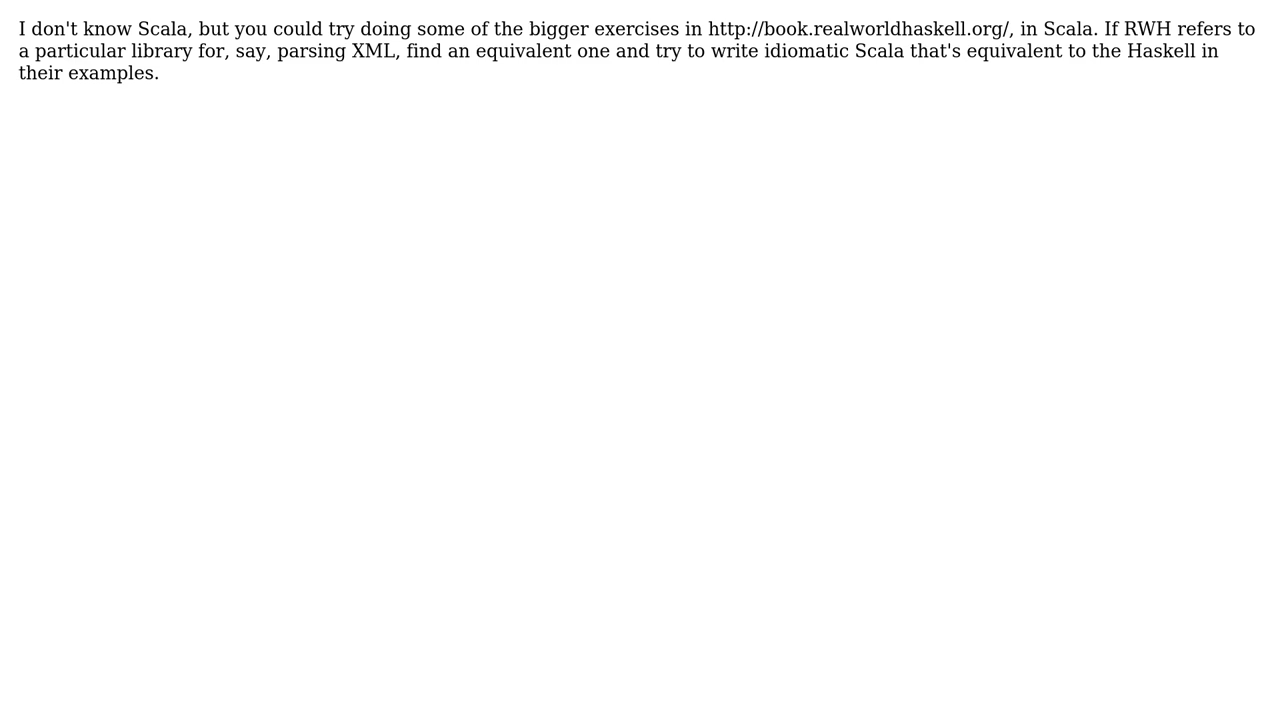 I don't know Scala, but you could try doing some of the bigger exercises in http://book.realworldhaskell.org/, in Scala. If RWH refers to
a particular library for, say, parsing XML, find an equivalent one and try to write idiomatic Scala that's equivalent to the Haskell in
their examples.